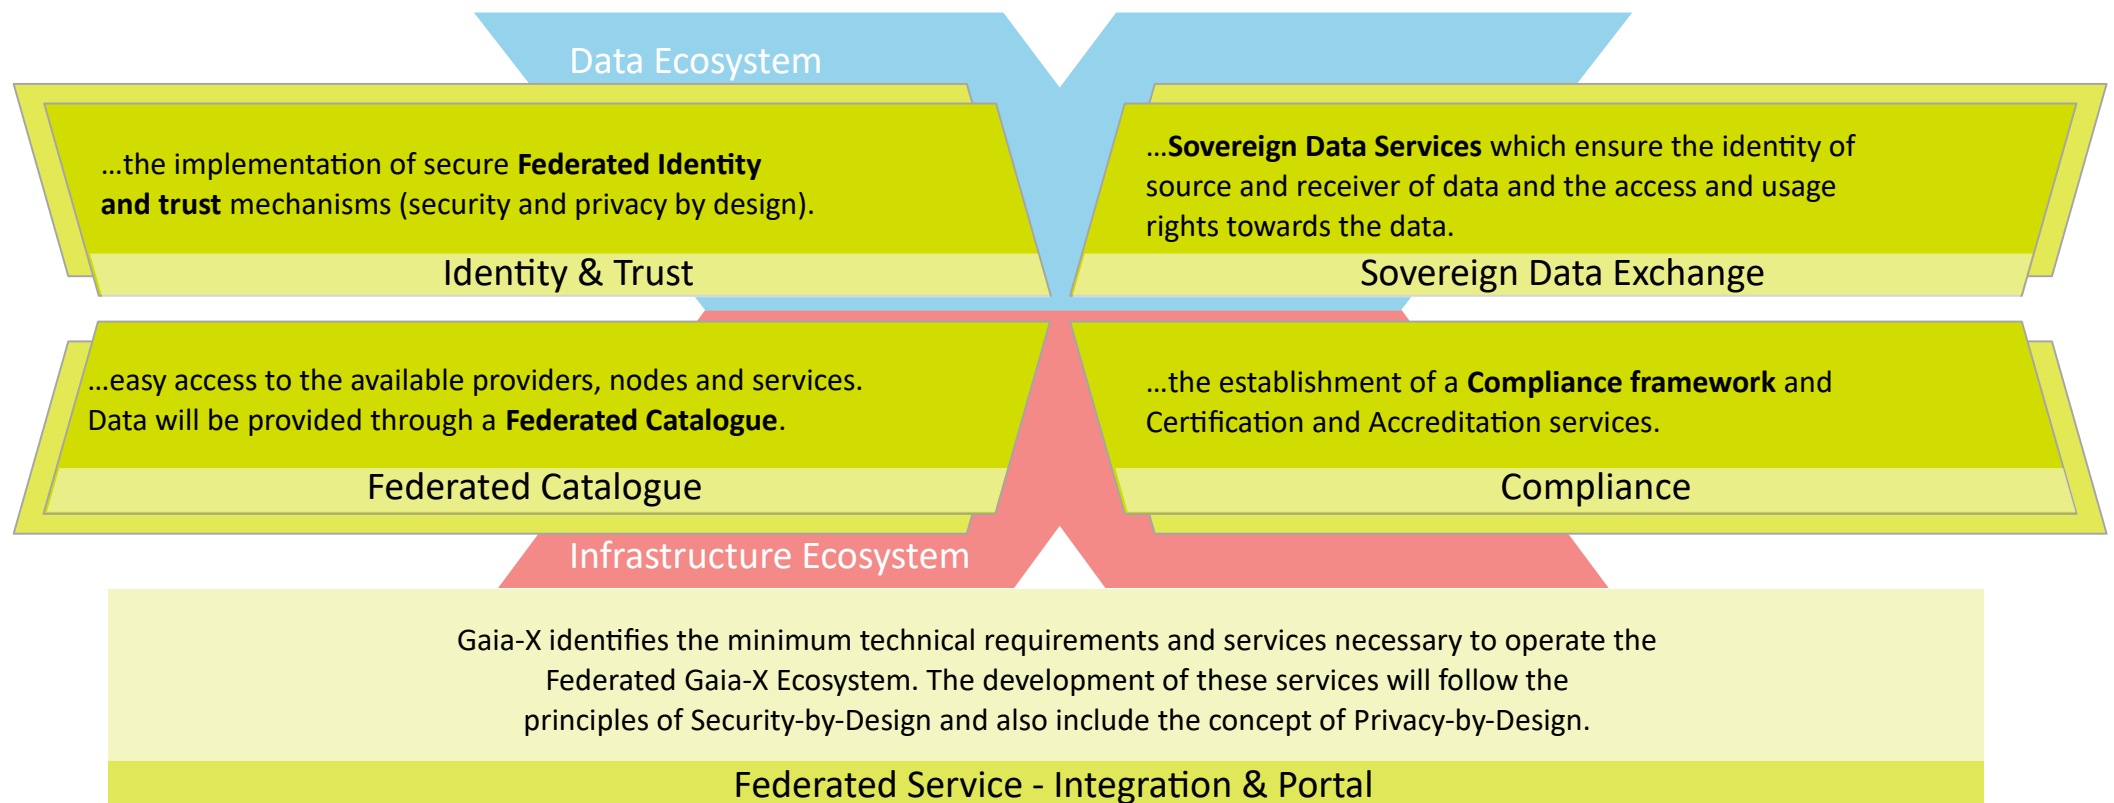 Data Ecosystem
...the implementation of secure Federated Identity
and trust mechanisms (security and privacy by design).
Identity & Trust
...Sovereign Data Services which ensure the identity of
source and receiver of data and the access and usage
rights towards the data.
Sovereign Data Exchange
...easy access to the available providers, nodes and services.
Data will be provided through a Federated Catalogue.
Federated Catalogue
...the establishment of a Compliance framework and
Certification and Accreditation services.
Compliance
Infrastructure Ecosystem
Gaia-X identifies the minimum technical requirements and services necessary to operate the
Federated Gaia-X Ecosystem. The development of these services will follow the
principles of Security-by-Design and also include the concept of Privacy-by-Design.
Federated Service - Integration & Portal